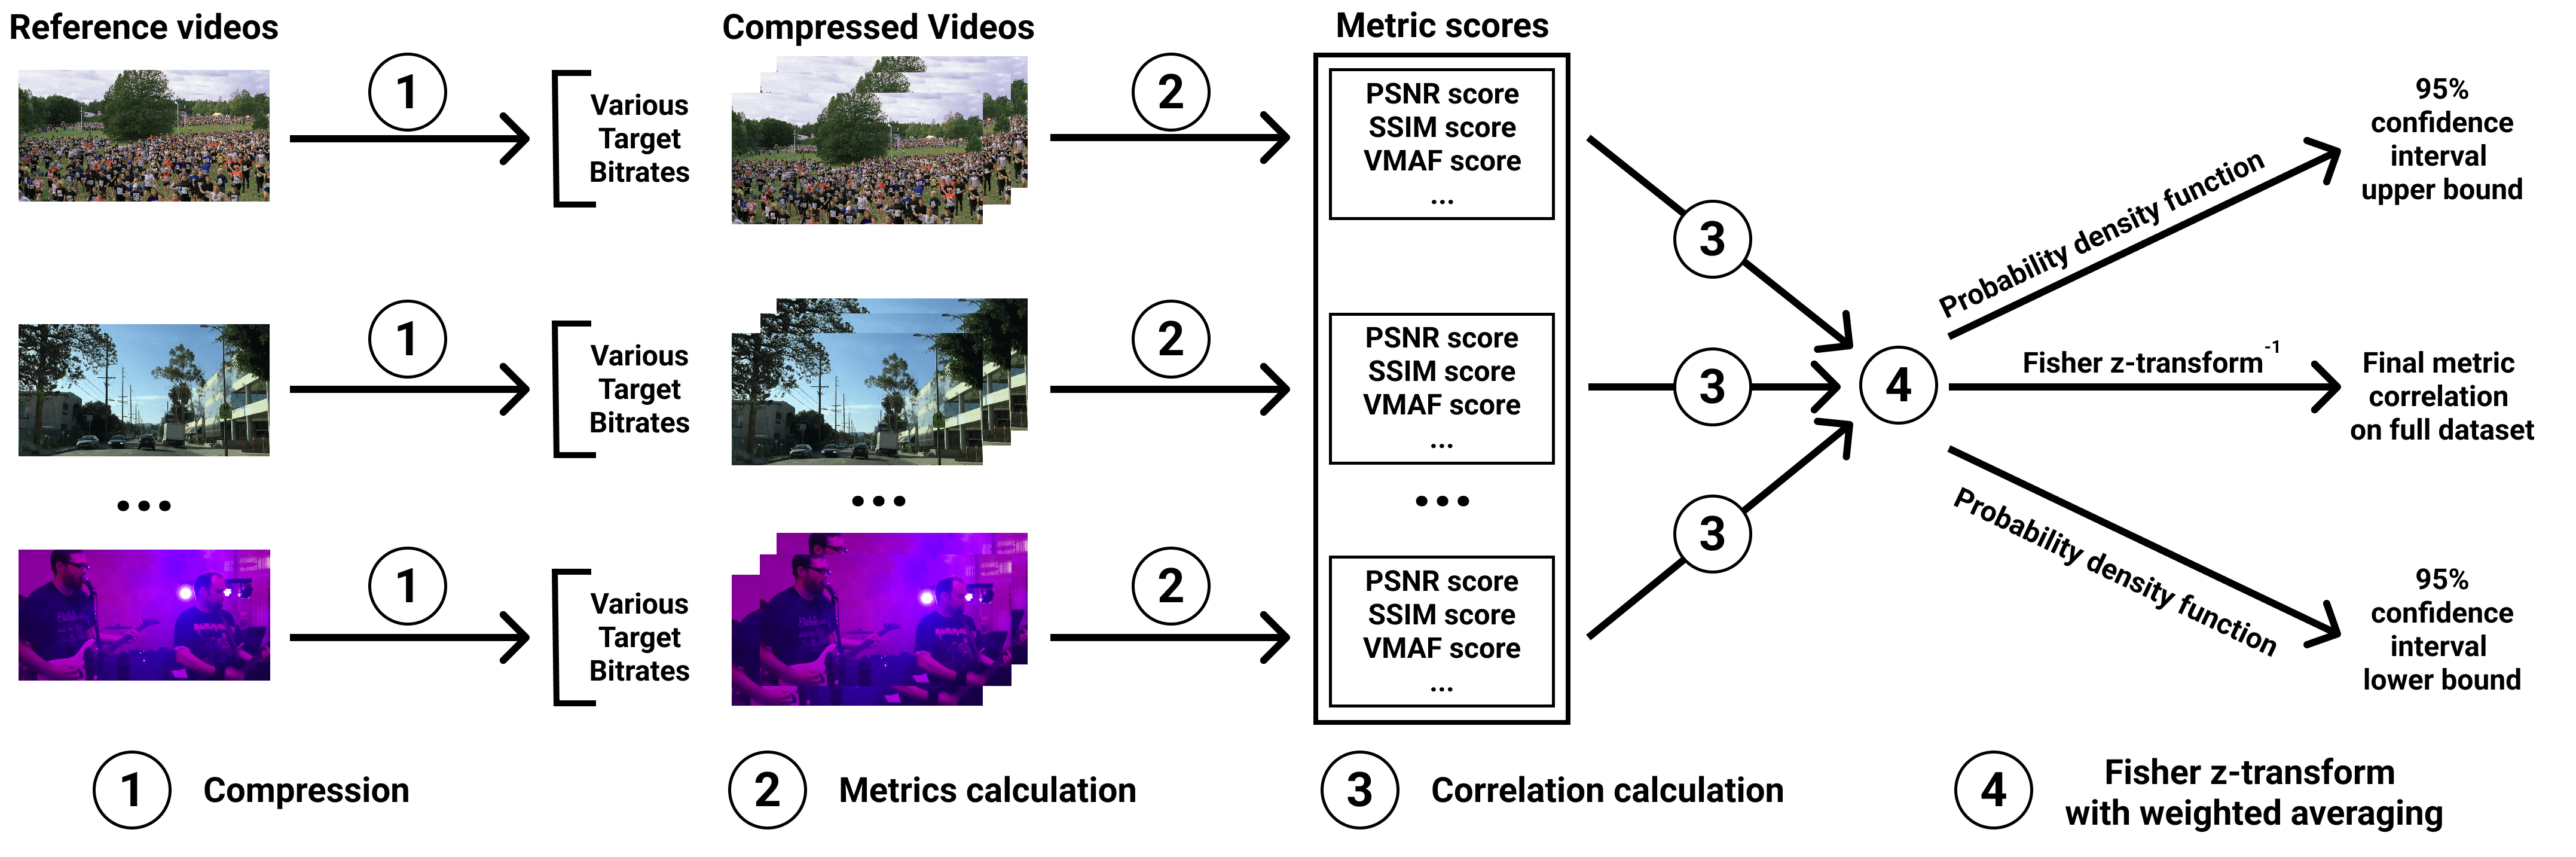 Reference videos
Compressed Videos
Metric scores
1
Various
Target
Bitrates
2
PSNR score
SSIM score
VMAF score
...
3
1
Various
Target
Bitrates
2
PSNR score
SSIM score
VMAF score
...
3
1
Various
Target
Bitrates
2
PSNR score
SSIM score
VMAF score
...
3
4
Probability density function
95%
confidence
interval
upper bound
Fisher z-transform-1
Final metric
correlation
on full dataset
Probability density function
95%
confidence
interval
lower bound
1 Compression
2 Metrics calculation
3 Correlation calculation
4 Fisher z-transform
with weighted averaging